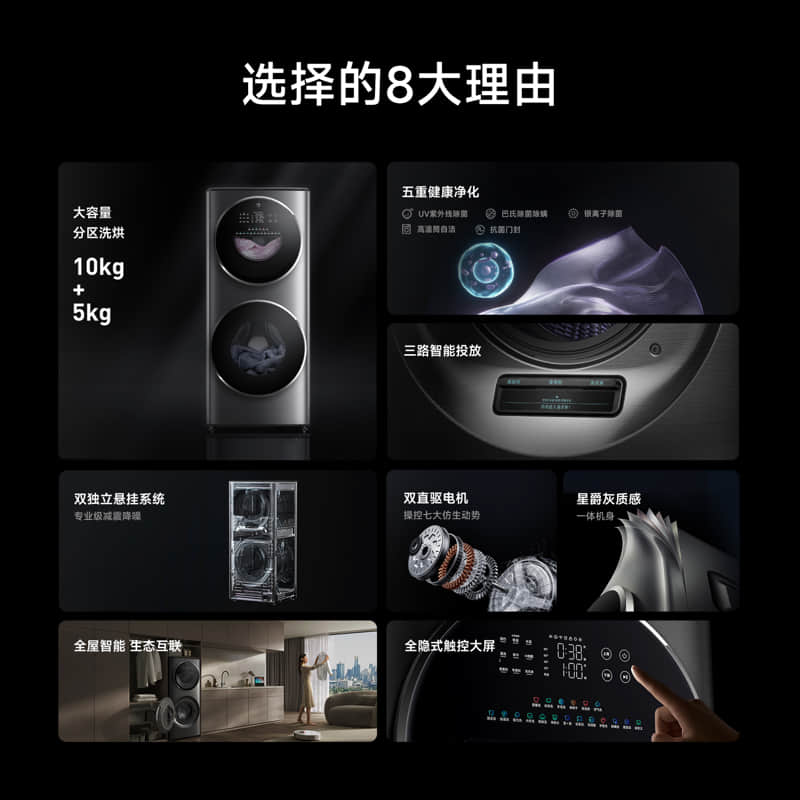 选择的8大理由
大容量
分区洗烘
10kg
+
5kg
五重健康净化
UV紫外线除菌 巴氏除菌除螨 银离子除菌
高温筒自洁 抗菌门封
三路智能投放
双独立悬挂系统
专业级减震降噪
双直驱电机
操控七大仿生动势
星爵灰质感
一体机身
全屋智能 生态互联
全隐式触控大屏
0:38
1:00